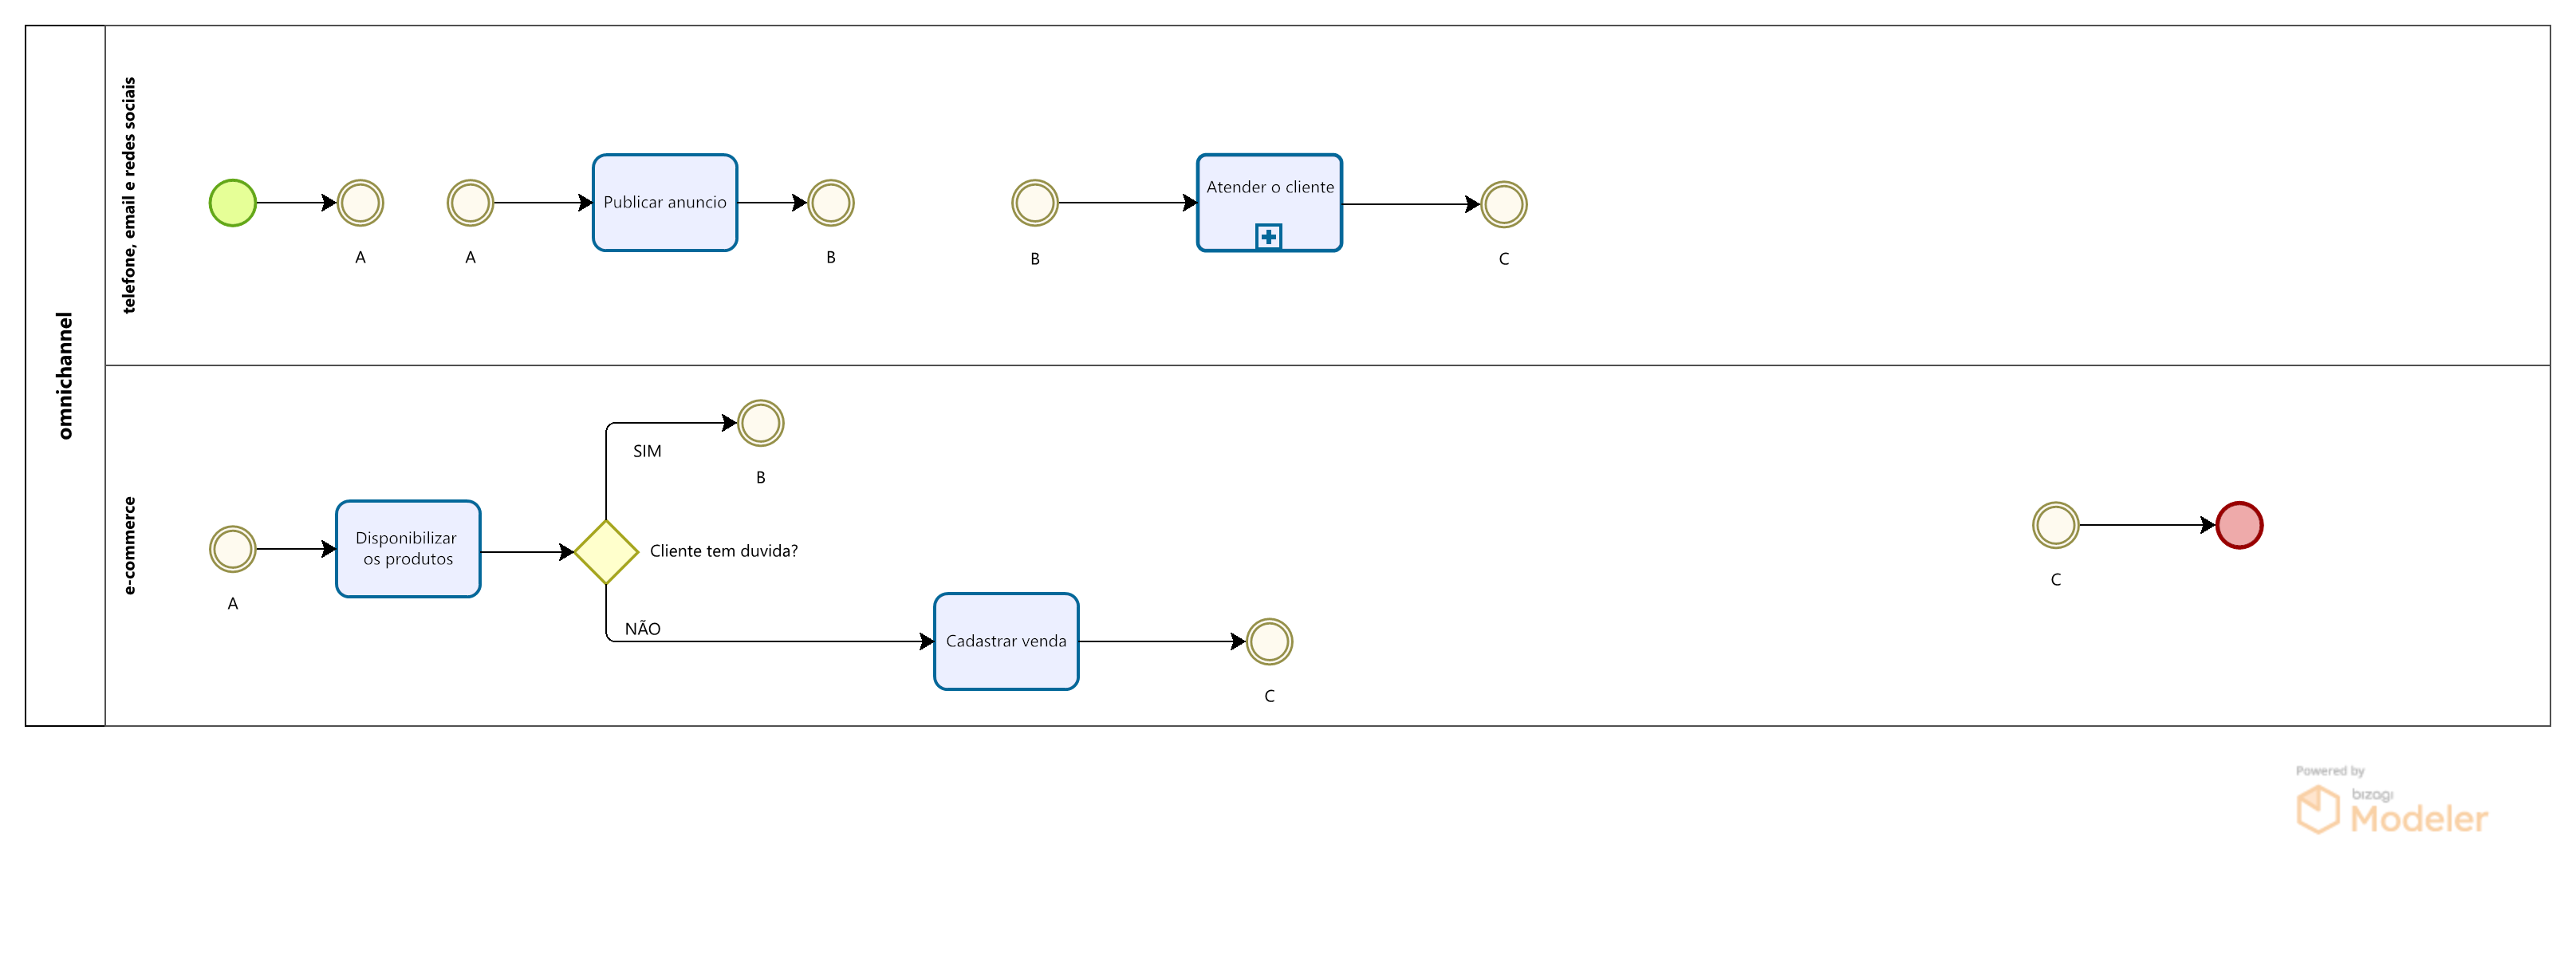 omnichannel
telefone, email e redes sociais
A
A
Publicar anuncio
B
B
Atender o cliente
C
e-commerce
A
Disponibilizar
os produtos
SIM
B
Cliente tem duvida?
NÃO
Cadastrar venda
C
C
Powered by
bizagi
Modeler